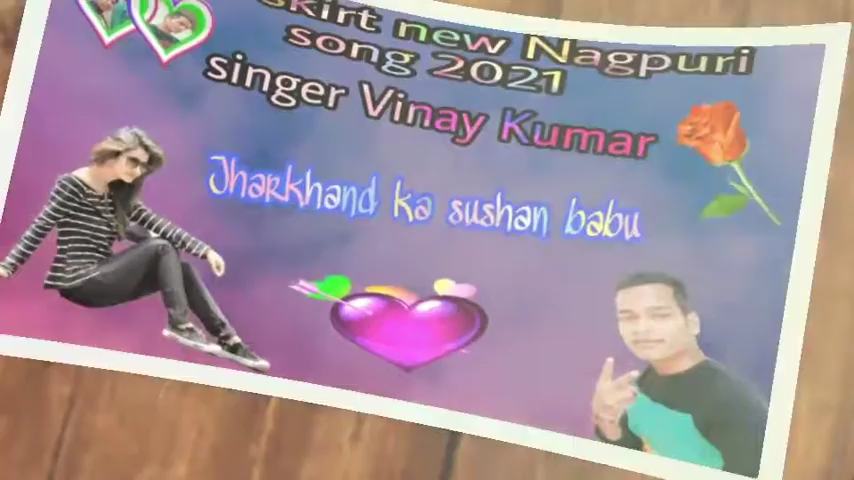 skirt new Nagpuri
song 2021
singer Vinay Kumar
Jharkhand ka sushan babu